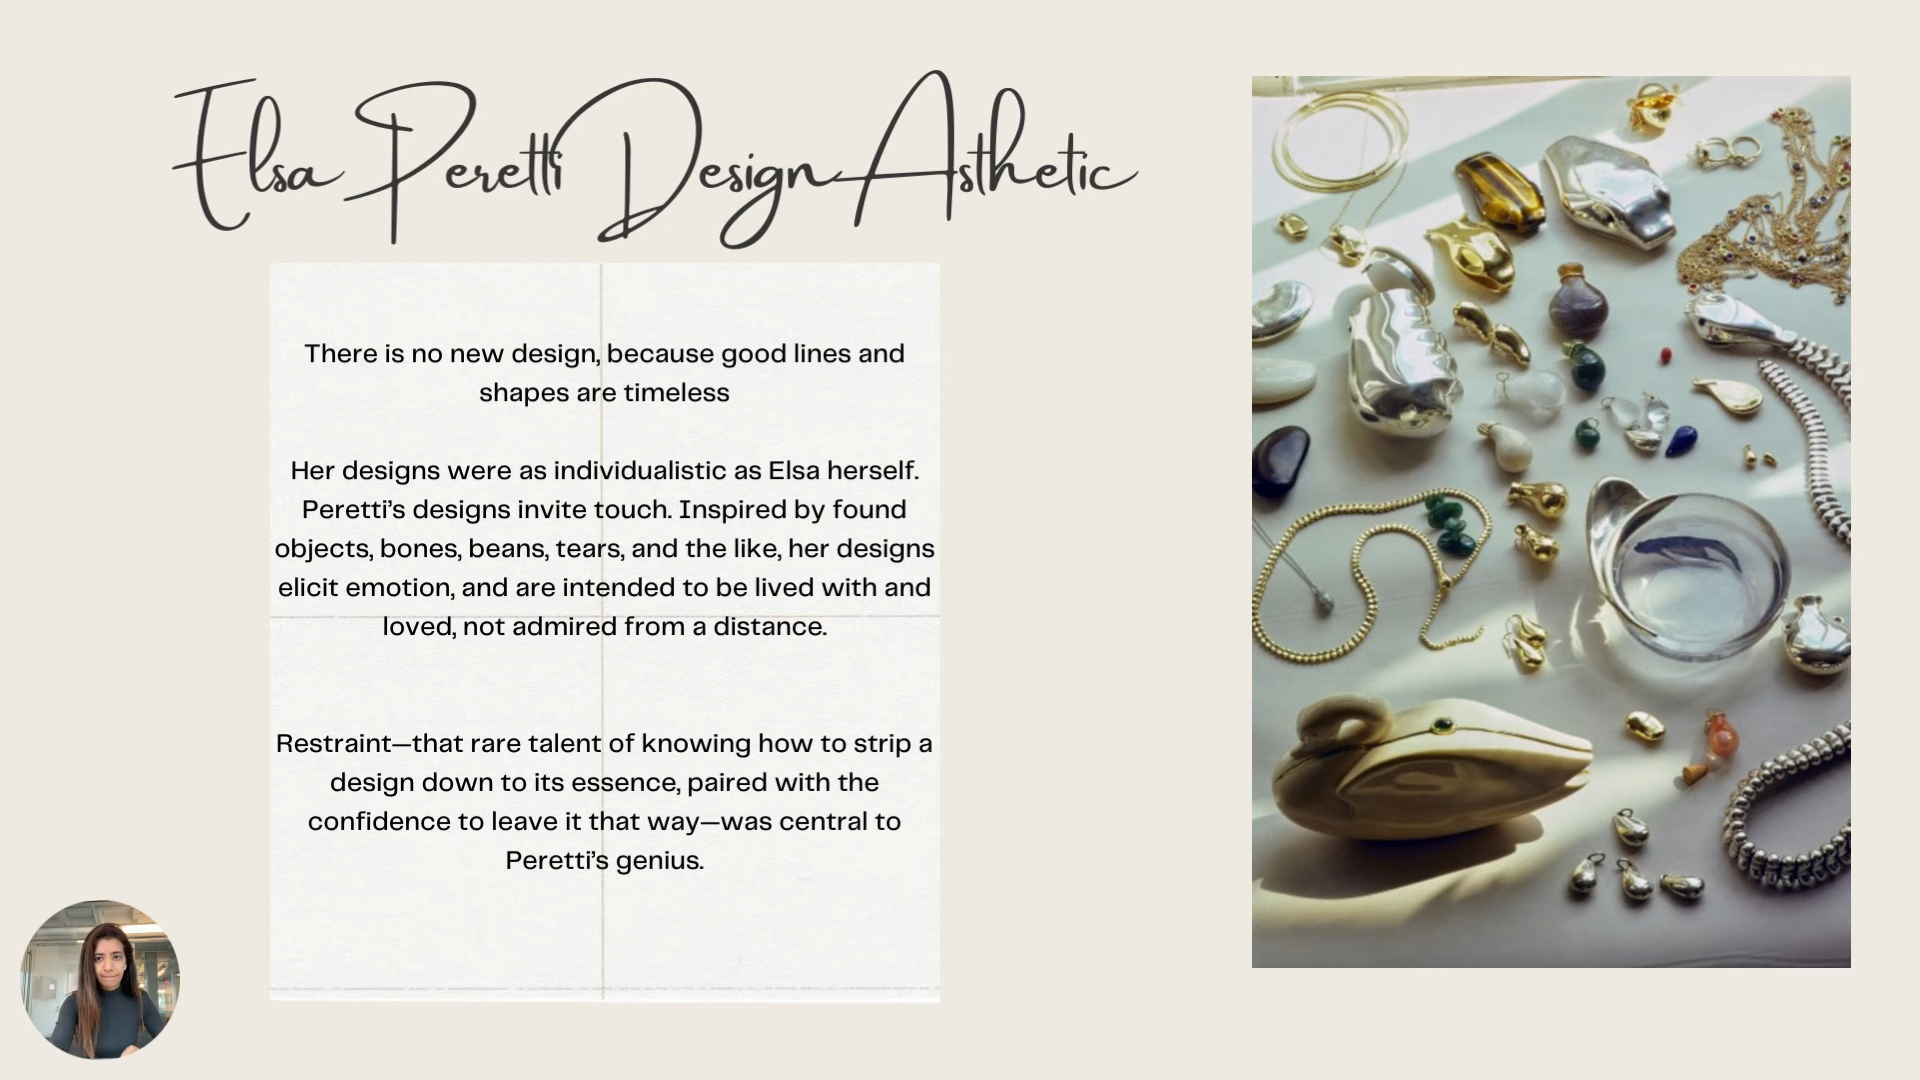 Elsa Peretti Design Asthetic
There is no new design, because good lines and
shapes are timeless
Her designs were as individualistic as Elsa herself.
Peretti’s designs invite touch. Inspired by found
objects, bones, beans, tears, and the like, her designs
elicit emotion, and are intended to be lived with and
loved, not admired from a distance.
Restraint—that rare talent of knowing how to strip a
design down to its essence, paired with the
confidence to leave it that way—was central to
Peretti’s genius.